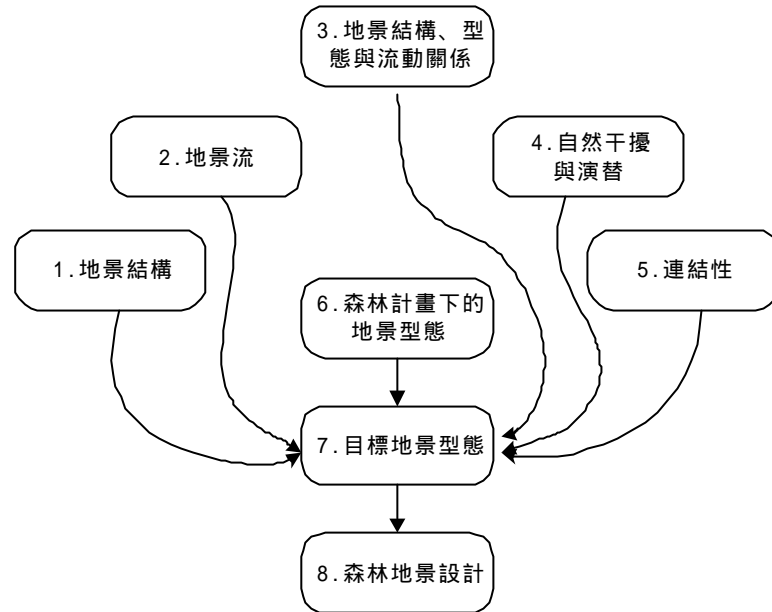 3.地景結構、型
態與流動關係
2.地景流
4.自然干擾
與演替
1.地景結構
5.連結性
6.森林計畫下的
地景型態
7.目標地景型態
8.森林地景設計